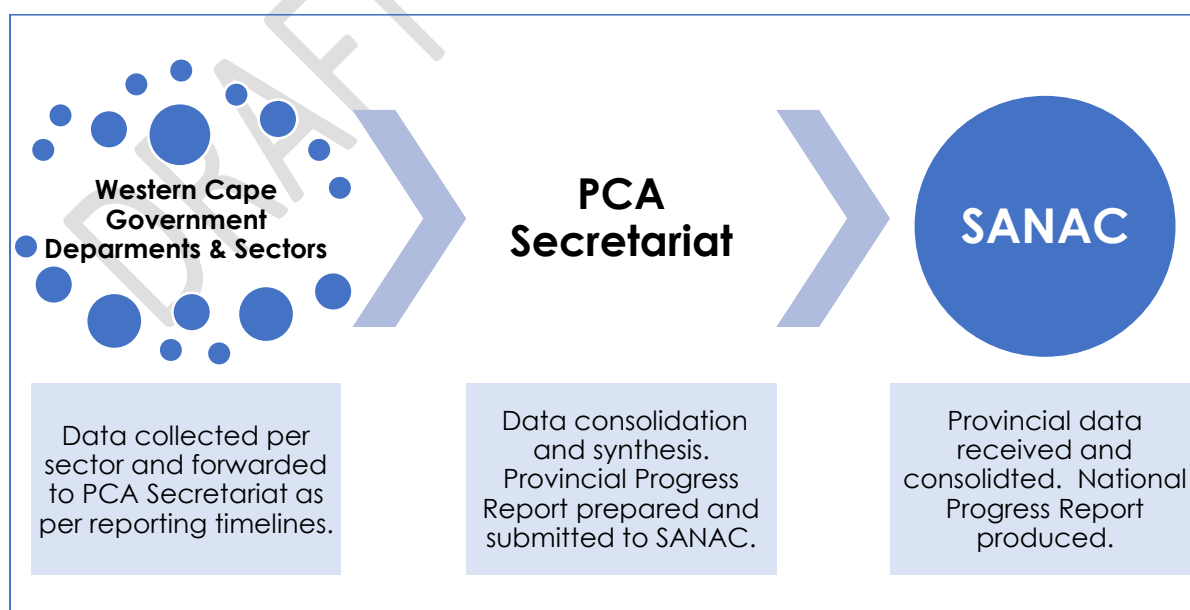 DRAFT
Western Cape
Government
Deparments & Sectors
PCA
Secretariat
SANAC
Data collected per
sector and forwarded
to PCA Secretariat as
per reporting timelines.
Data consolidation
and synthesis.
Provincial Progress
Report prepared and
submitted to SANAC.
Provincial data
received and
consolidted. National
Progress Report
produced.